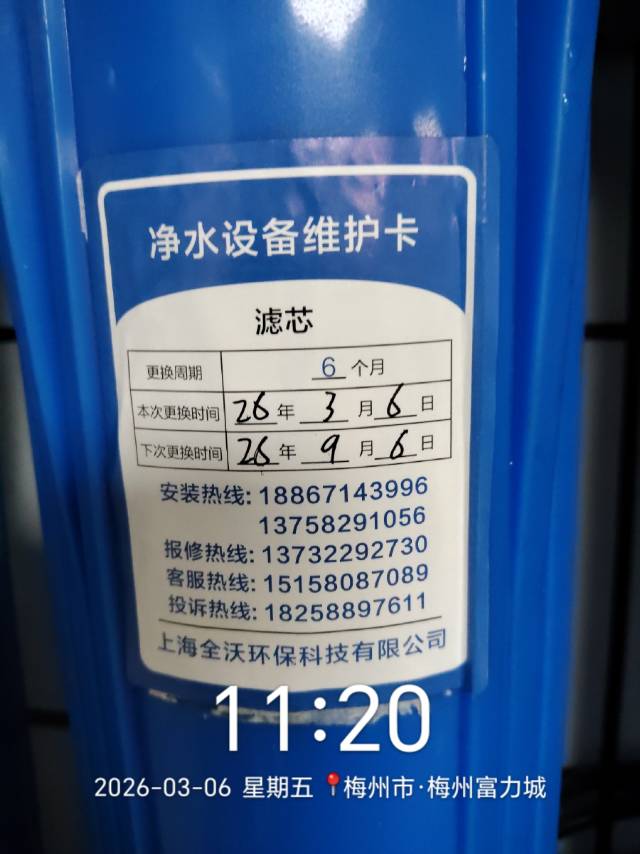 净水设备维护卡
滤芯
更换周期 6 个月
本次更换时间 26 年 3 月 6 日
下次更换时间 26 年 9 月 6 日
安装热线: 18867143996
13758291056
报修热线: 13732292730
客服热线: 15158087089
投诉热线: 18258897611
上海全沃环保科技有限公司
11:20
2026-03-06 星期五 梅州市·梅州富力城